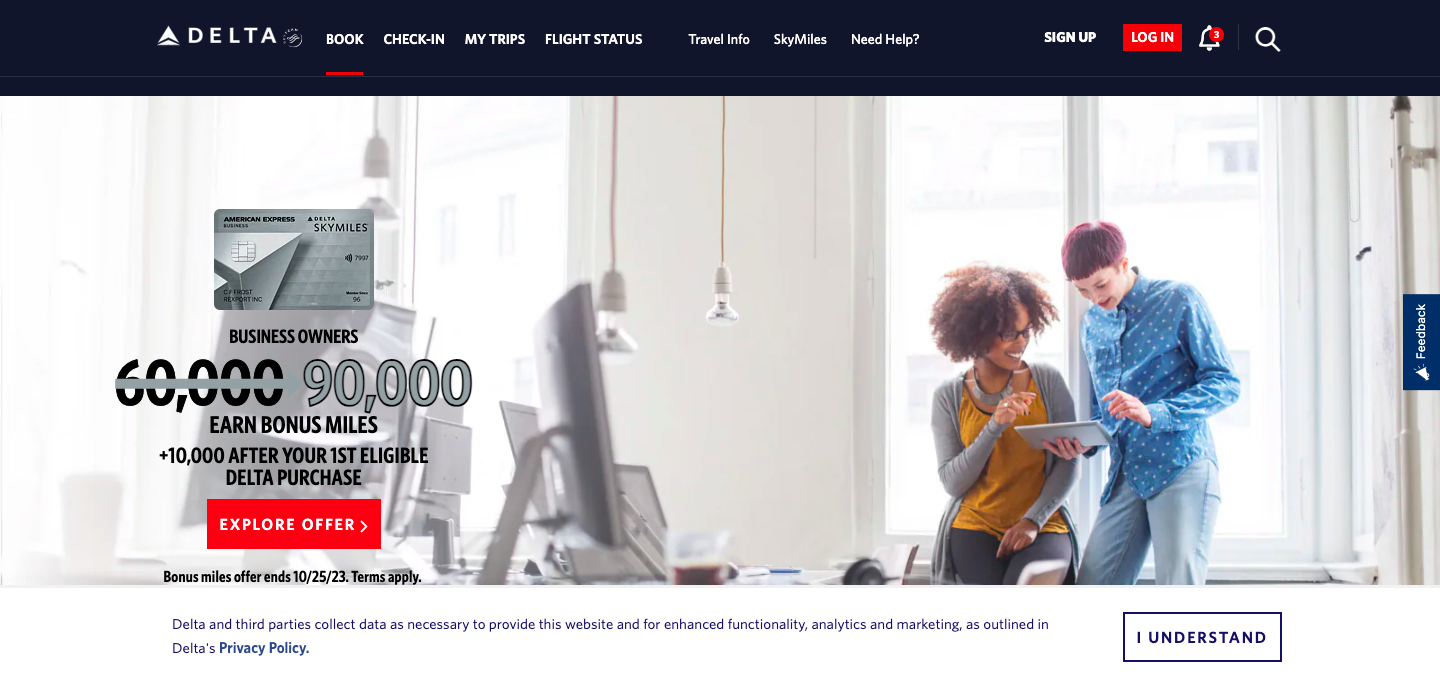 DELTA
BOOK
CHECK-IN
MY TRIPS
FLIGHT STATUS
Travel Info
SkyMiles
Need Help?
SIGN UP
LOG IN
3
AMERICAN EXPRESS
BUSINESS
DELTA
SKYMILES
7997
C F FROST
REXPORT INC
Member Since
96
BUSINESS OWNERS
60,000 90,000
EARN BONUS MILES
+10,000 AFTER YOUR 1ST ELIGIBLE
DELTA PURCHASE
EXPLORE OFFER
Bonus miles offer ends 10/25/23. Terms apply.
Feedback
Delta and third parties collect data as necessary to provide this website and for enhanced functionality, analytics and marketing, as outlined in
Delta's Privacy Policy.
I UNDERSTAND